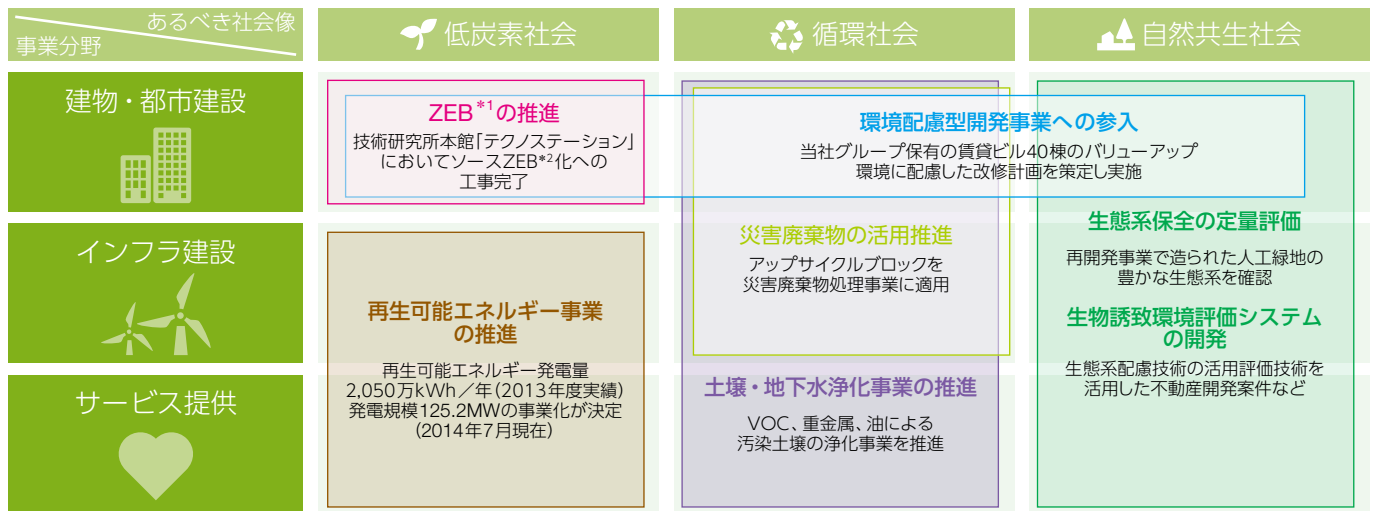 あるべき社会像
事業分野
低炭素社会
循環社会
自然共生社会
建物・都市建設
ZEB*1の推進
技術研究所本館「テクノステーション」
においてソースZEB*2化への
工事完了
環境配慮型開発事業への参入
当社グループ保有の賃貸ビル40棟のバリューアップ
環境に配慮した改修計画を策定し実施
インフラ建設
再生可能エネルギー事業
の推進
再生可能エネルギー発電量
2,050万kWh/年(2013年度実績)
発電規模125.2MWの事業化が決定
(2014年7月現在)
災害廃棄物の活用推進
アップサイクルブロックを
災害廃棄物処理事業に適用
生態系保全の定量評価
再開発事業で造られた人工緑地の
豊かな生態系を確認
生物誘致環境評価システム
の開発
生態系配慮技術の活用評価技術を
活用した不動産開発案件など
サービス提供
土壌・地下水浄化事業の推進
VOC、重金属、油による
汚染土壌の浄化事業を推進